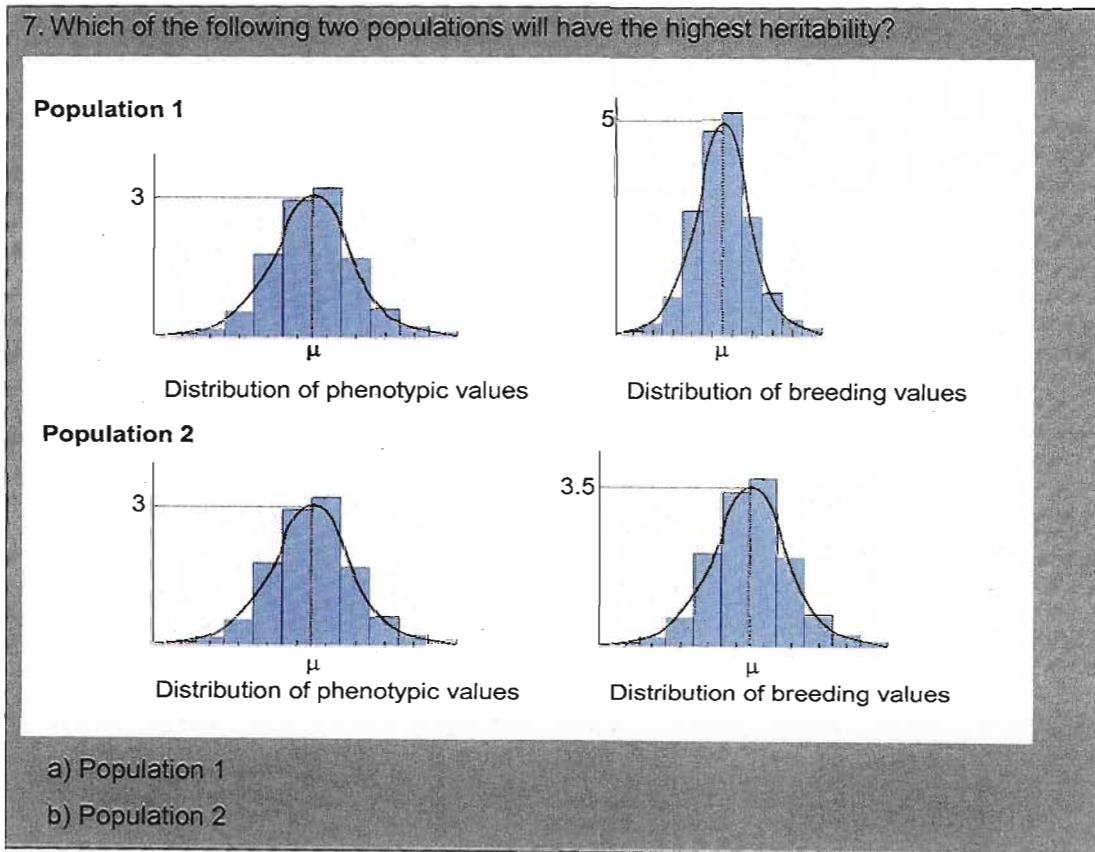 7. Which of the following two populations will have the highest heritability?
Population 1
3
μ
Distribution of phenotypic values
5
μ
Distribution of breeding values
Population 2
3
μ
Distribution of phenotypic values
3.5
μ
Distribution of breeding values
a) Population 1
b) Population 2